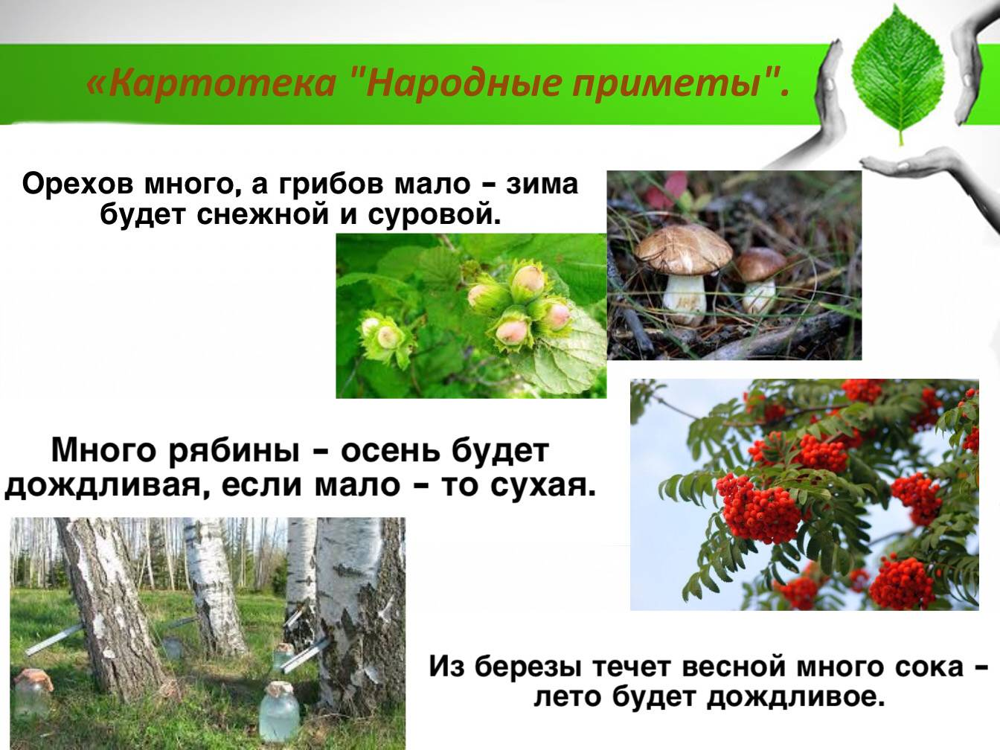 «Картотека "Народные приметы".
Орехов много, а грибов мало – зима
будет снежной и суровой.
Много рябины – осень будет
дождливая, если мало – то сухая.
Из березы течет весной много сока –
лето будет дождливое.